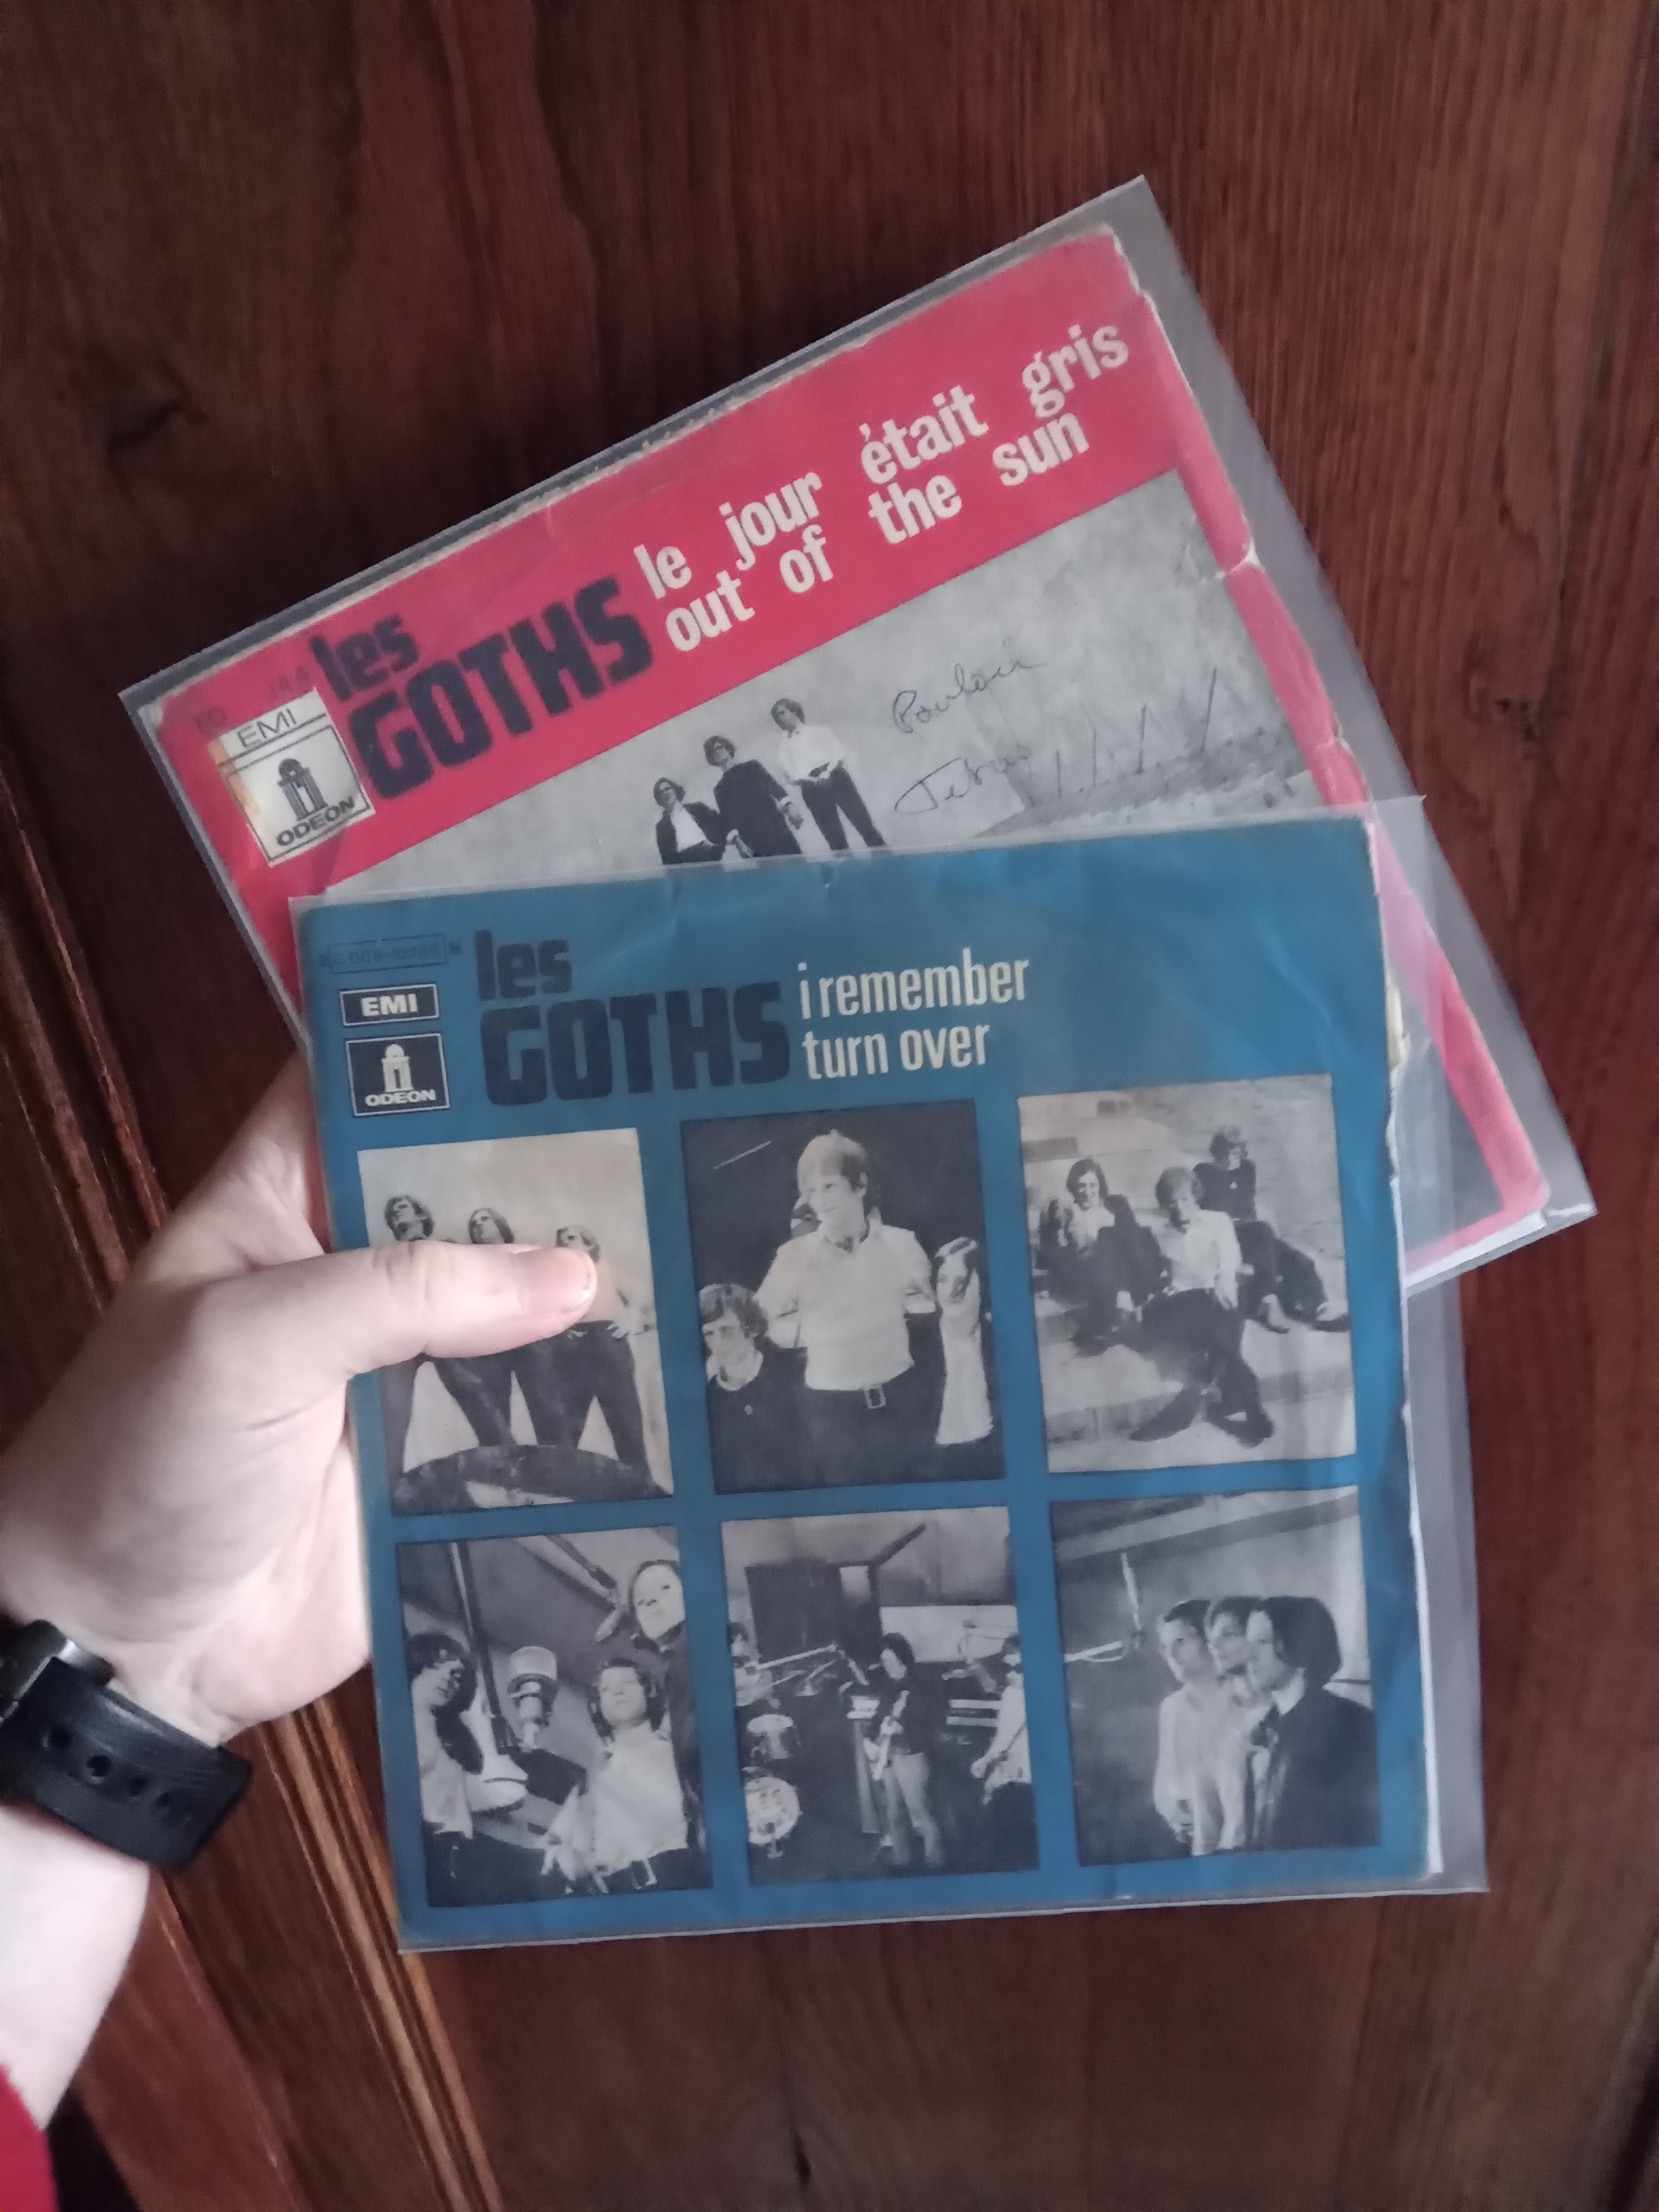 le jour était gris
out of the sun
les
GOTHS
EMI
ODEON
les
GOTHS
i remember
turn over
EMI
ODEON